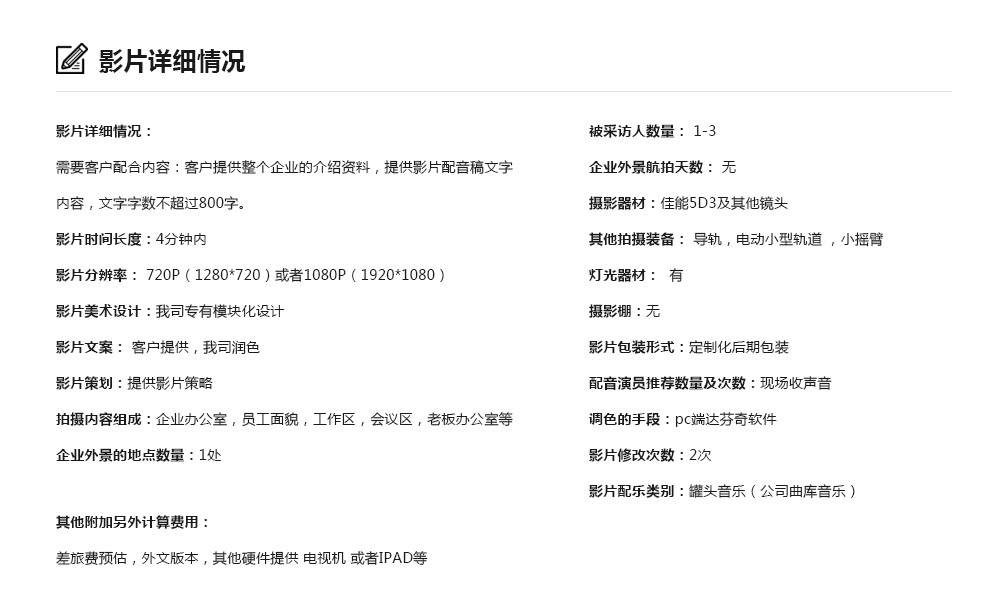 影片详细情况
影片详细情况：
需要客户配合内容：客户提供整个企业的介绍资料，提供影片配音稿文字
内容，文字字数不超过800字。
影片时间长度：4分钟内
影片分辨率： 720P（1280*720）或者1080P（1920*1080）
影片美术设计：我司专有模块化设计
影片文案： 客户提供，我司润色
影片策划：提供影片策略
拍摄内容组成：企业办公室，员工面貌，工作区，会议区，老板办公室等
企业外景的地点数量：1处
其他附加另外计算费用：
差旅费预估，外文版本，其他硬件提供 电视机 或者IPAD等
被采访人数量： 1-3
企业外景航拍天数： 无
摄影器材：佳能5D3及其他镜头
其他拍摄装备： 导轨，电动小型轨道 ，小摇臂
灯光器材： 有
摄影棚：无
影片包装形式：定制化后期包装
配音演员推荐数量及次数：现场收声音
调色的手段：pc端达芬奇软件
影片修改次数：2次
影片配乐类别：罐头音乐（公司曲库音乐）